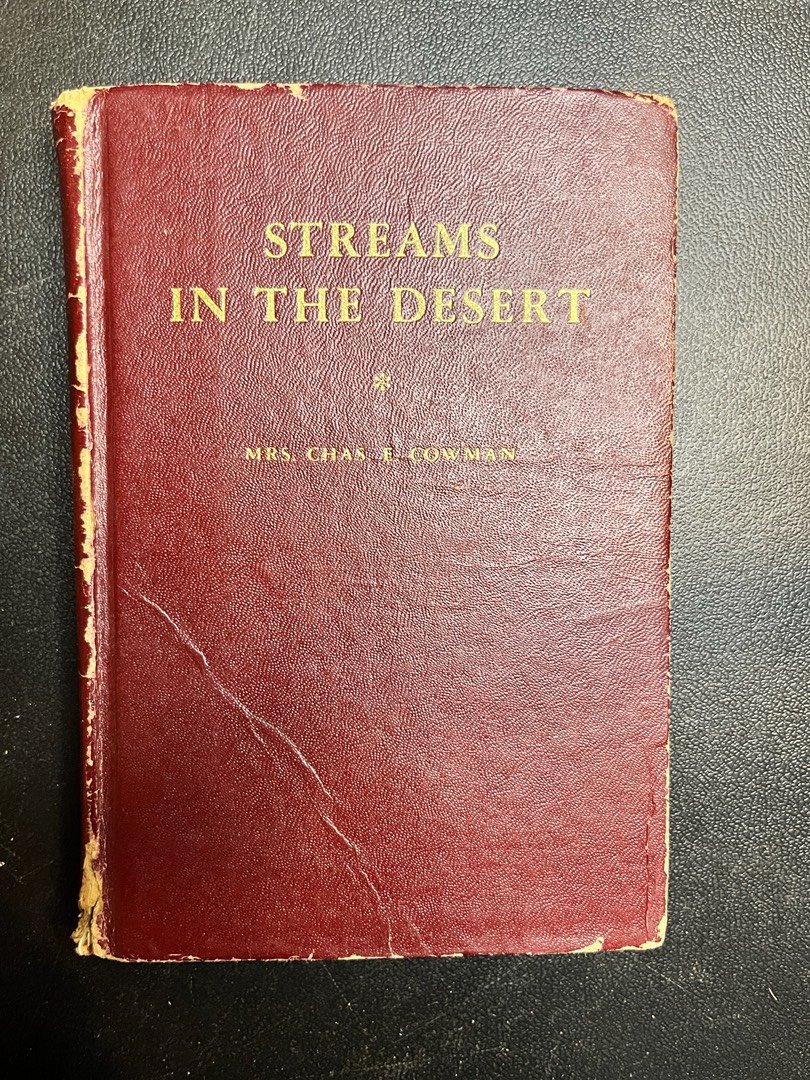 STREAMS
IN THE DESERT
*
MRS. CHAS. E. COWMAN